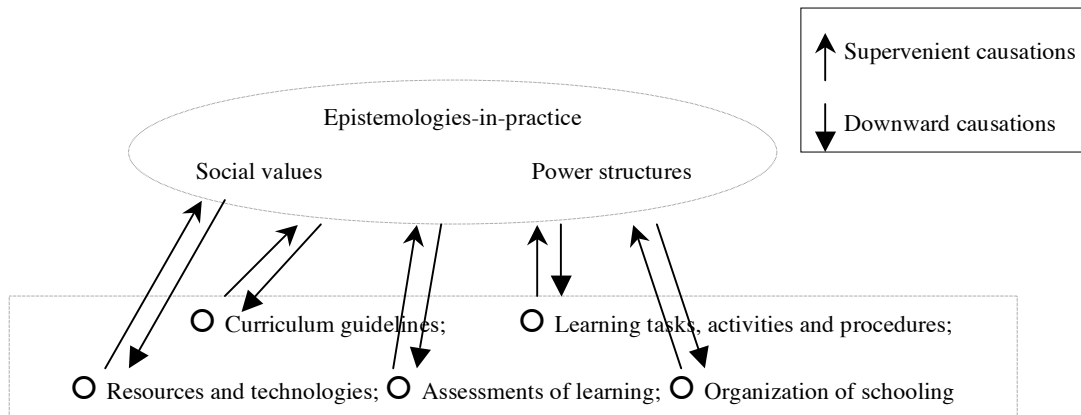 Supervenient causations
Downward causations
Epistemologies-in-practice
Social values
Power structures
Curriculum guidelines;
Learning tasks, activities and procedures;
Resources and technologies;
Assessments of learning;
Organization of schooling